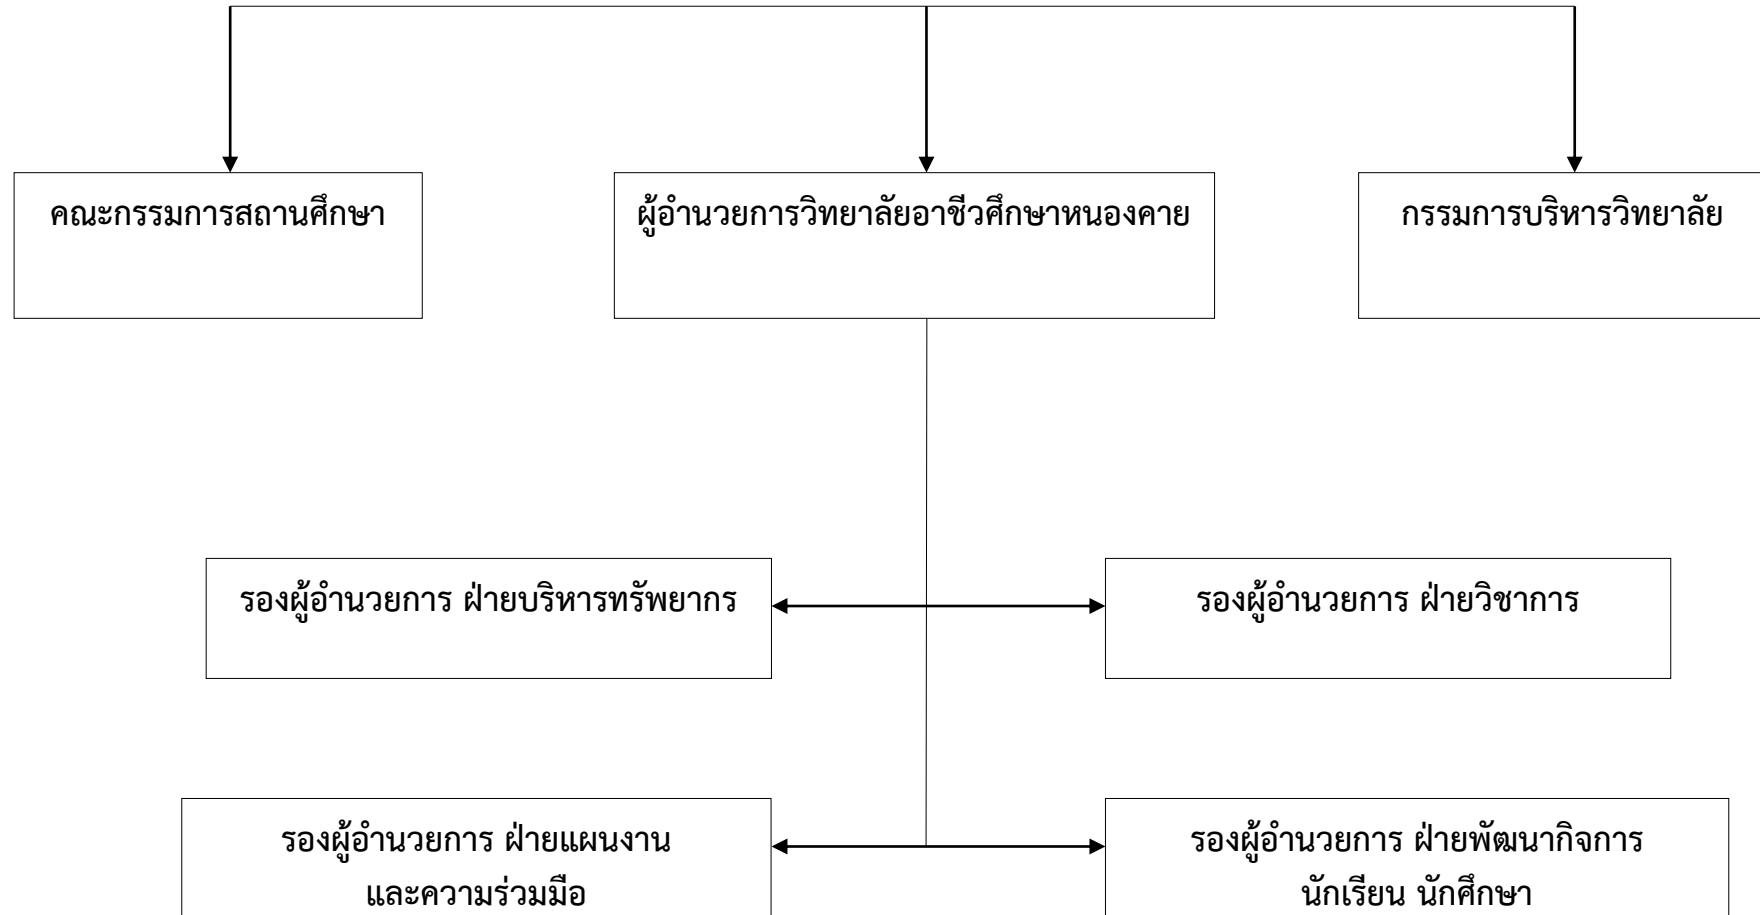 คณะกรรมการสถานศึกษา
ผู้อำนวยการวิทยาลัยอาชีวศึกษาหนองคาย
กรรมการบริหารวิทยาลัย
รองผู้อำนวยการ ฝ่ายบริหารทรัพยากร
รองผู้อำนวยการ ฝ่ายวิชาการ
รองผู้อำนวยการ ฝ่ายแผนงาน
และความร่วมมือ
รองผู้อำนวยการ ฝ่ายพัฒนากิจการ
นักเรียน นักศึกษา